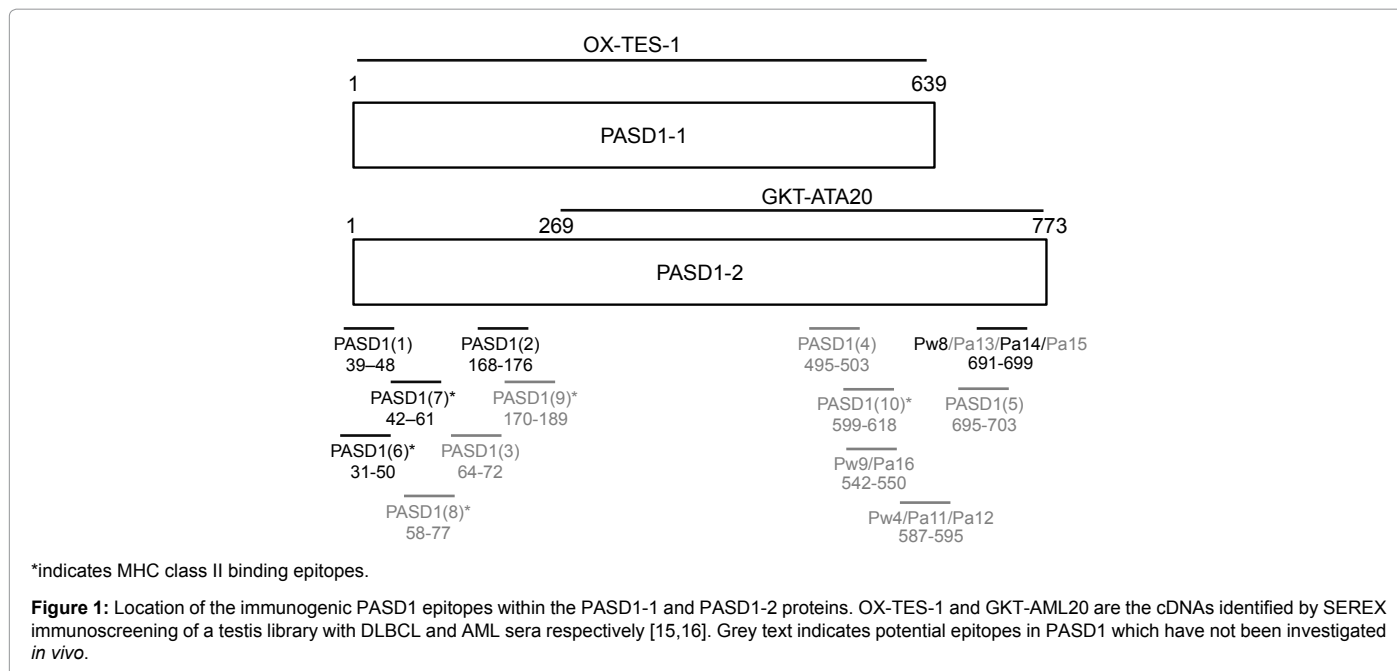 OX-TES-1
1 639
PASD1-1
GKT-ATA20
1 269 773
PASD1-2
PASD1(1) PASD1(2) PASD1(4) Pw8/Pa13/Pa14/Pa15
39–48 168-176 495-503 691-699
PASD1(7)* PASD1(9)* PASD1(10)* PASD1(5)
42–61 170-189 599-618 695-703
PASD1(6)* PASD1(3) Pw9/Pa16
31-50 64-72 542-550
PASD1(8)* Pw4/Pa11/Pa12
58-77 587-595
*indicates MHC class II binding epitopes.
Figure 1: Location of the immunogenic PASD1 epitopes within the PASD1-1 and PASD1-2 proteins. OX-TES-1 and GKT-AML20 are the cDNAs identified by SEREX
immunoscreening of a testis library with DLBCL and AML sera respectively [15,16]. Grey text indicates potential epitopes in PASD1 which have not been investigated
in vivo.